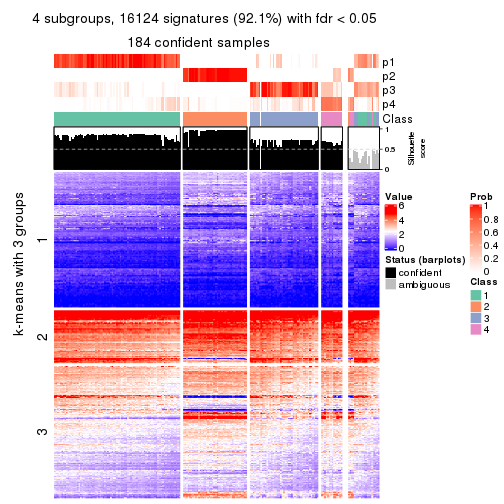 4 subgroups, 16124 signatures (92.1%) with fdr < 0.05
184 confident samples
p1
p2
p3
p4
Class
1
0.5
0
Silhouette
score
k-means with 3 groups
1
2
3
Value
6
4
2
0
Status (barplots)
confident
ambiguous
Prob
1
0.8
0.6
0.4
0.2
0
Class
1
2
3
4